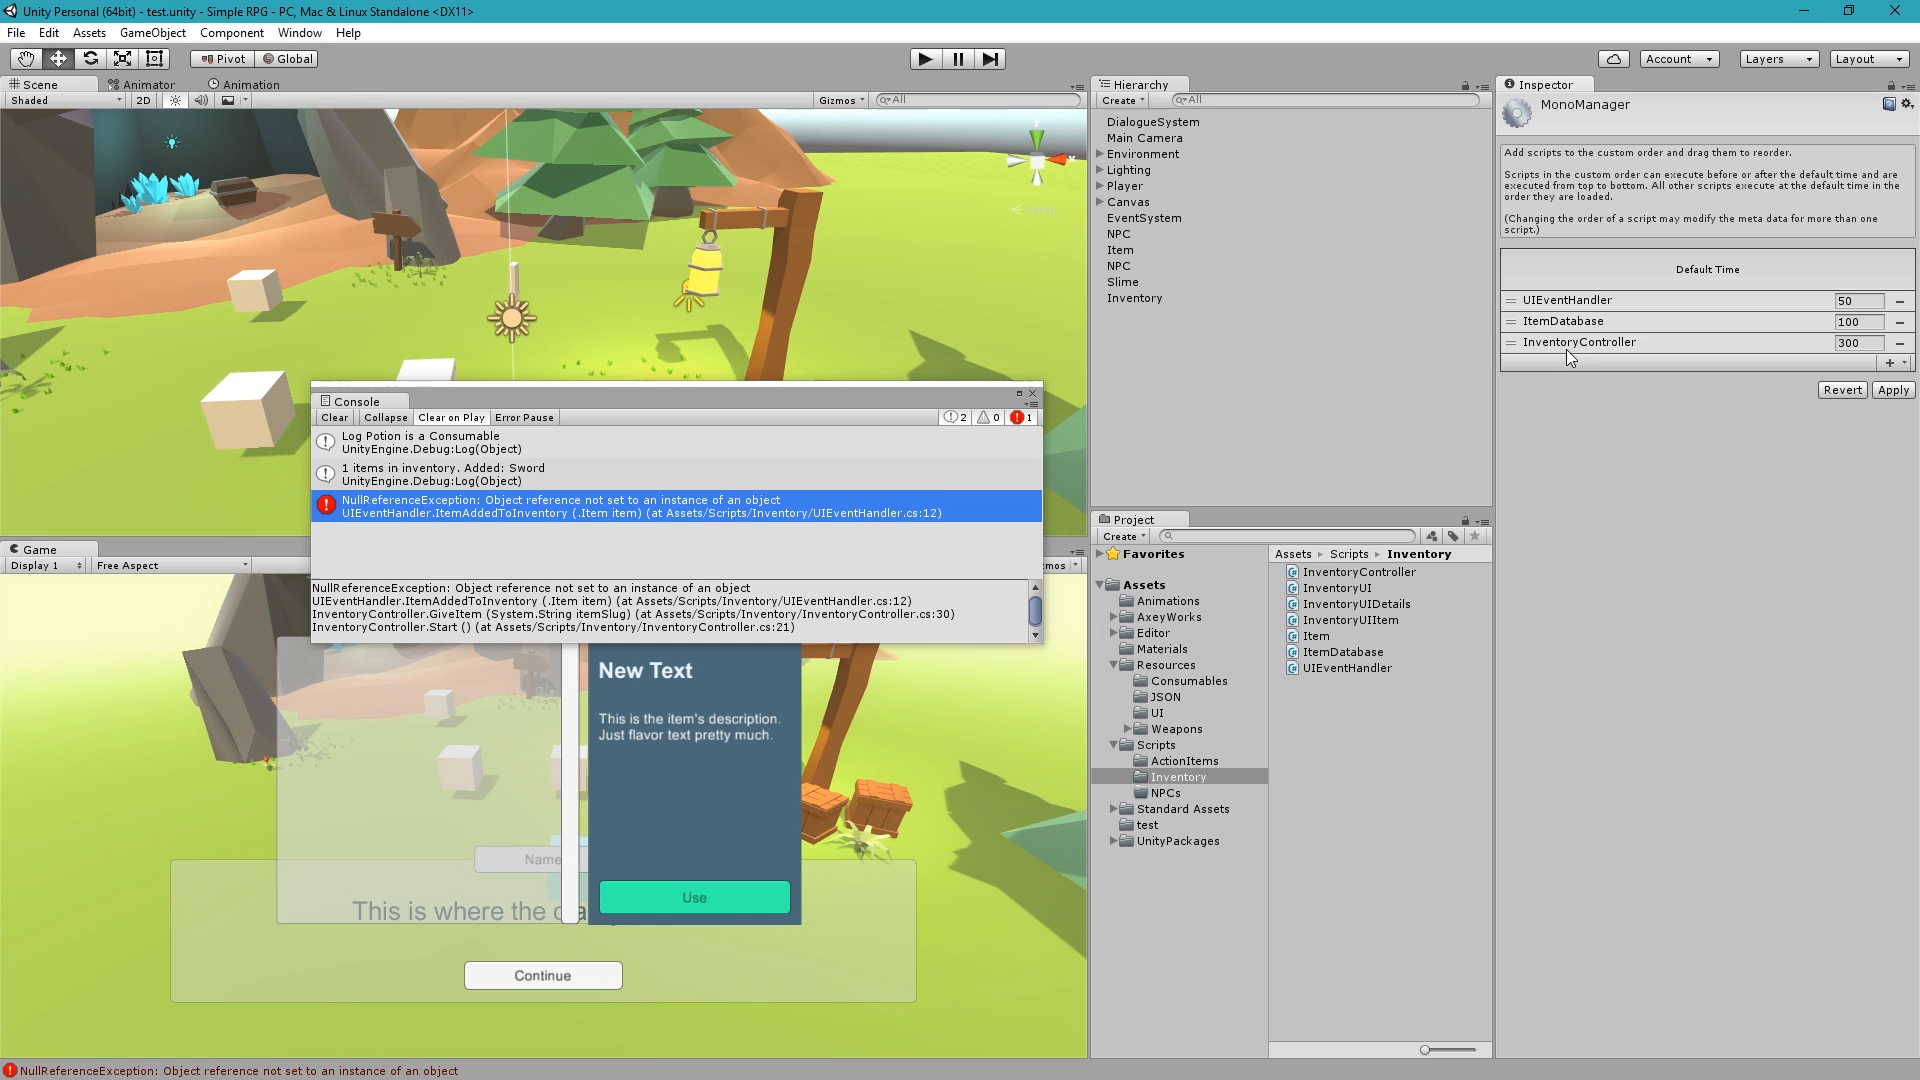 Unity Personal (64bit) - test.unity - Simple RPG - PC, Mac & Linux Standalone <DX11>
File Edit Assets GameObject Component Window Help
Pivot Global Account Layers Layout
Scene Animator Animation
Shaded 2D Gizmos All
y
x
Persp
Hierarchy
Create All
DialogueSystem
Main Camera
Environment
Lighting
Player
Canvas
EventSystem
NPC
Item
NPC
Slime
Inventory
Inspector
MonoManager
Add scripts to the custom order and drag them to reorder.
Scripts in the custom order can execute before or after the default time and are
executed from top to bottom. All other scripts execute at the default time in the
order they are loaded.
(Changing the order of a script may modify the meta data for more than one
script.)
Default Time
UIEventHandler 50
ItemDatabase 100
InventoryController 300
Revert Apply
Console
Clear Collapse Clear on Play Error Pause 2 0 1
Log Potion is a Consumable
UnityEngine.Debug:Log(Object)
1 items in inventory. Added: Sword
UnityEngine.Debug:Log(Object)
NullReferenceException: Object reference not set to an instance of an object
UIEventHandler.ItemAddedToInventory (.Item item) (at Assets/Scripts/Inventory/UIEventHandler.cs:12)
NullReferenceException: Object reference not set to an instance of an object
UIEventHandler.ItemAddedToInventory (.Item item) (at Assets/Scripts/Inventory/UIEventHandler.cs:12)
InventoryController.GiveItem (System.String itemSlug) (at Assets/Scripts/Inventory/InventoryController.cs:30)
InventoryController.Start () (at Assets/Scripts/Inventory/InventoryController.cs:21)
Game
Display 1 Free Aspect mos
New Text
This is the item's description.
Just flavor text pretty much.
Name
Use
This is where the
Continue
Project
Create
Favorites
Assets
Animations
AxeyWorks
Editor
Materials
Resources
Consumables
JSON
UI
Weapons
Scripts
ActionItems
Inventory
NPCs
Standard Assets
test
UnityPackages
Assets Scripts Inventory
InventoryController
InventoryUI
InventoryUIDetails
InventoryUIItem
Item
ItemDatabase
UIEventHandler
NullReferenceException: Object reference not set to an instance of an object